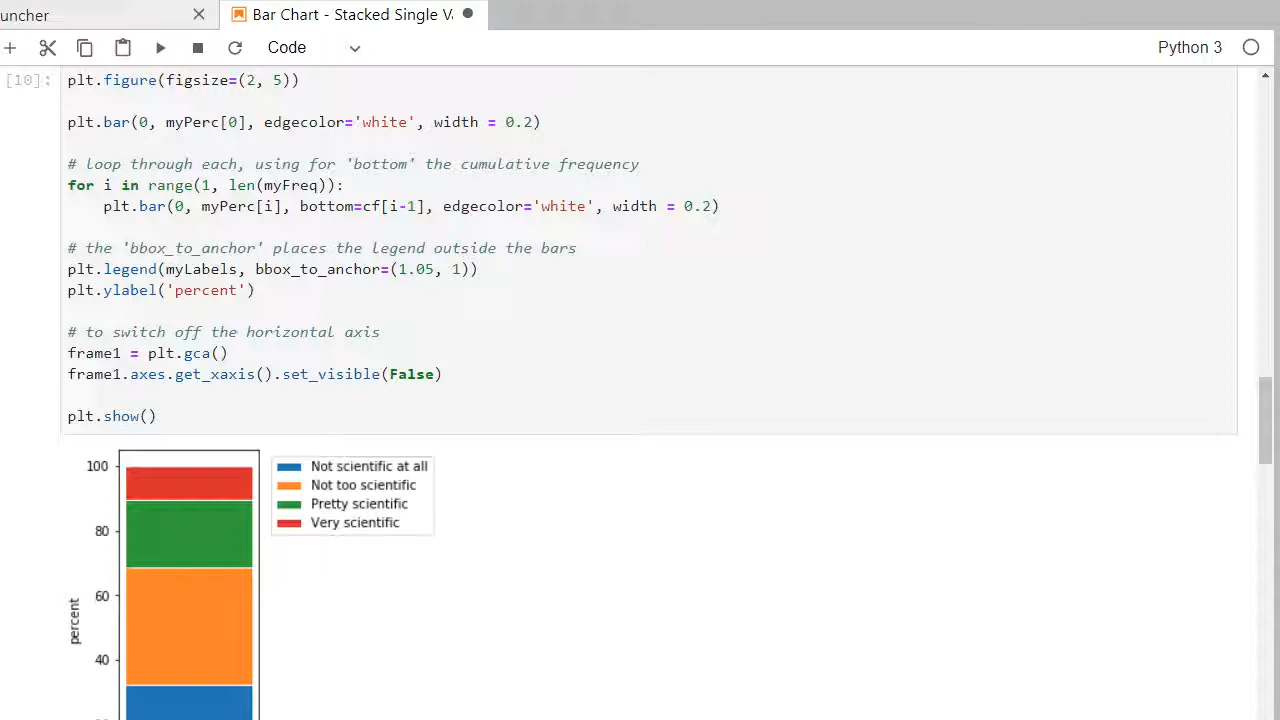 uncher
Bar Chart - Stacked Single Va
Code
Python 3
[10]:
plt.figure(figsize=(2, 5))
plt.bar(0, myPerc[0], edgecolor='white', width = 0.2)
# loop through each, using for 'bottom' the cumulative frequency
for i in range(1, len(myFreq)):
    plt.bar(0, myPerc[i], bottom=cf[i-1], edgecolor='white', width = 0.2)
# the 'bbox_to_anchor' places the legend outside the bars
plt.legend(myLabels, bbox_to_anchor=(1.05, 1))
plt.ylabel('percent')
# to switch off the horizontal axis
frame1 = plt.gca()
frame1.axes.get_xaxis().set_visible(False)
plt.show()
100
80
60
40
percent
Not scientific at all
Not too scientific
Pretty scientific
Very scientific